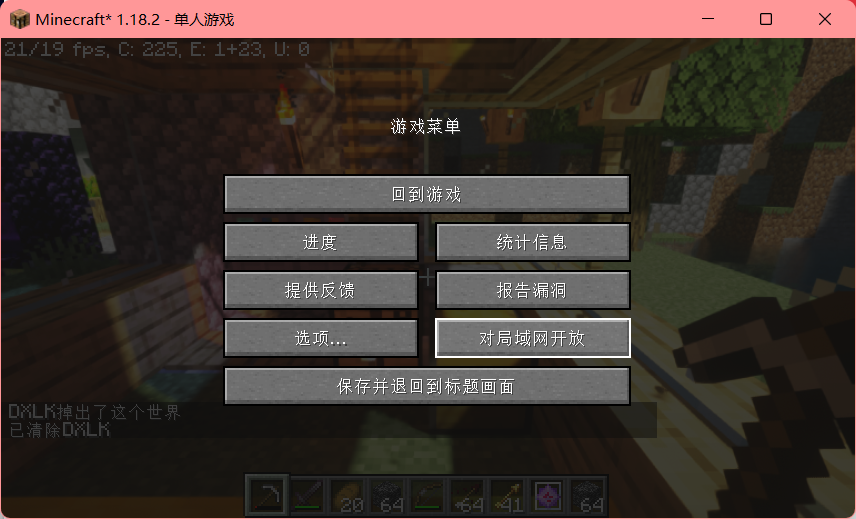 Minecraft* 1.18.2 - 单人游戏
21/19 fps, C: 225, E: 1+23, U: 0
游戏菜单
回到游戏
进度
统计信息
提供反馈
报告漏洞
选项...
对局域网开放
保存并退回到标题画面
DXLK掉出了这个世界
已清除DXLK
20
64
64
41
64